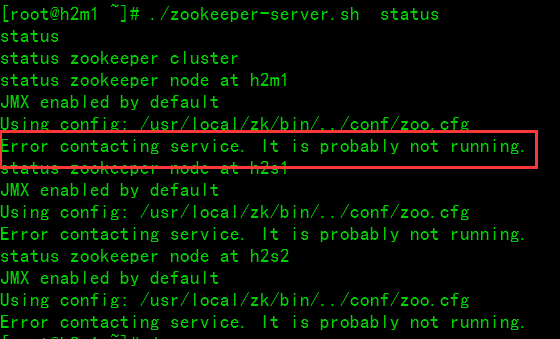 [root@h2m1 ~]# ./zookeeper-server.sh  status
status
status zookeeper cluster
status zookeeper node at h2m1
JMX enabled by default
Using config: /usr/local/zk/bin/../conf/zoo.cfg
Error contacting service. It is probably not running.
status zookeeper node at h2s1
JMX enabled by default
Using config: /usr/local/zk/bin/../conf/zoo.cfg
Error contacting service. It is probably not running.
status zookeeper node at h2s2
JMX enabled by default
Using config: /usr/local/zk/bin/../conf/zoo.cfg
Error contacting service. It is probably not running.